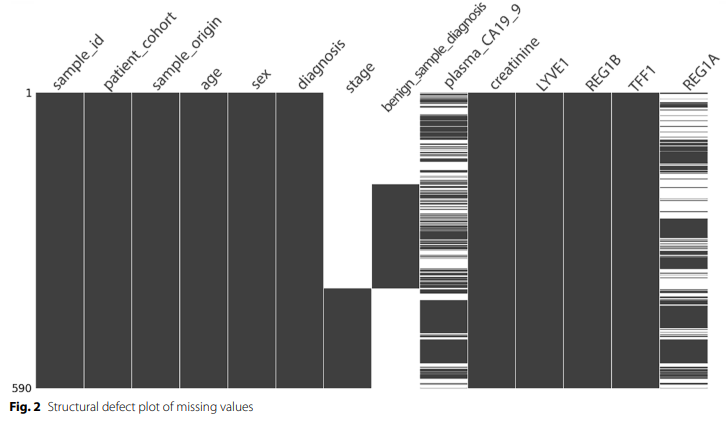 sample_id
patient_cohort
sample_origin
age
sex
diagnosis
stage
benign_sample_diagnosis
plasma_CA19_9
creatinine
LYVE1
REG1B
TFF1
REG1A
1
590
Fig. 2 Structural defect plot of missing values